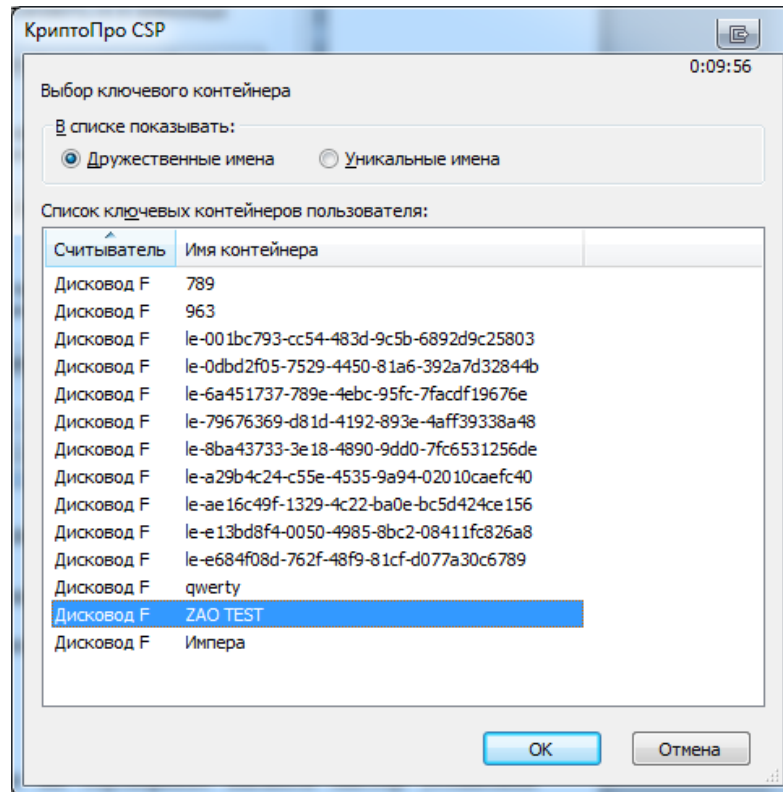 КриптоПро CSP
0:09:56
Выбор ключевого контейнера
В списке показывать:
Дружественные имена Уникальные имена
Список ключевых контейнеров пользователя:
Считыватель Имя контейнера
Дисковод F 789
Дисковод F 963
Дисковод F le-001bc793-cc54-483d-9c5b-6892d9c25803
Дисковод F le-0dbd2f05-7529-4450-81a6-392a7d32844b
Дисковод F le-6a451737-789e-4ebc-95fc-7facdf19676e
Дисковод F le-79676369-d81d-4192-893e-4aff39338a48
Дисковод F le-8ba43733-3e18-4890-9dd0-7fc6531256de
Дисковод F le-a29b4c24-c55e-4535-9a94-02010caefc40
Дисковод F le-ae16c49f-1329-4c22-ba0e-bc5d424ce156
Дисковод F le-e13bd8f4-0050-4985-8bc2-08411fc826a8
Дисковод F le-e684f08d-762f-48f9-81cf-d077a30c6789
Дисковод F qwerty
Дисковод F ZAO TEST
Дисковод F Импера
ОК Отмена